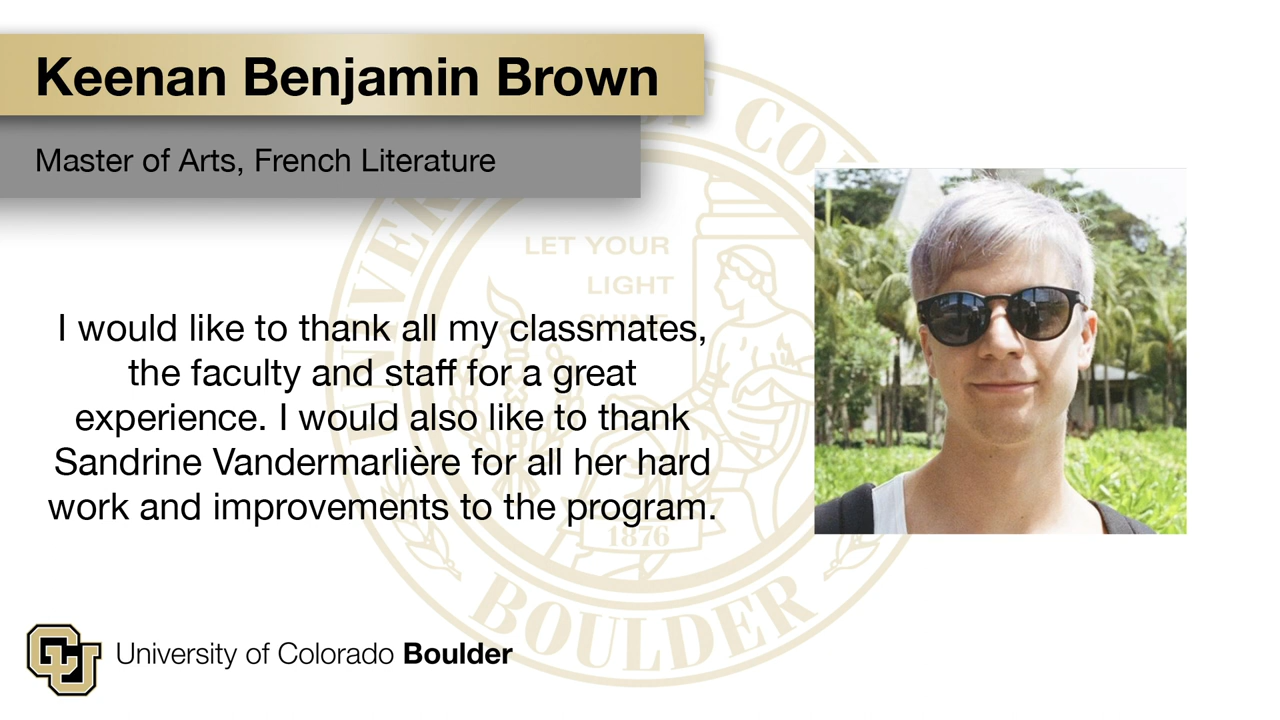 Keenan Benjamin Brown
Master of Arts, French Literature
I would like to thank all my classmates,
the faculty and staff for a great
experience. I would also like to thank
Sandrine Vandermarlière for all her hard
work and improvements to the program.
LET YOUR
LIGHT
SHINE
1876
BOULDER
CU
University of Colorado Boulder